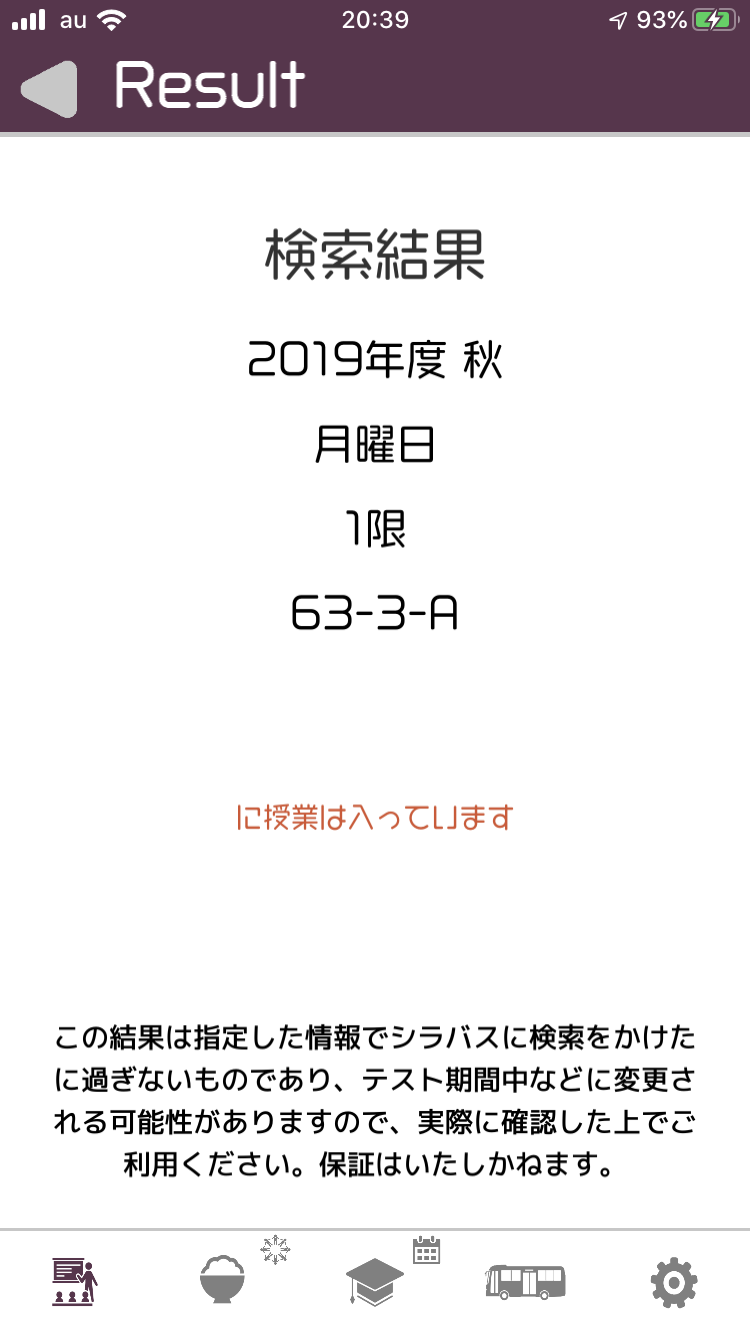 au 20:39 93%
Result
検索結果
2019年度 秋
月曜日
1限
63-3-A
に授業は入っています
この結果は指定した情報でシラバスに検索をかけた
に過ぎないものであり、テスト期間中などに変更さ
れる可能性がありますので、実際に確認した上でご
利用ください。保証はいたしかねます。